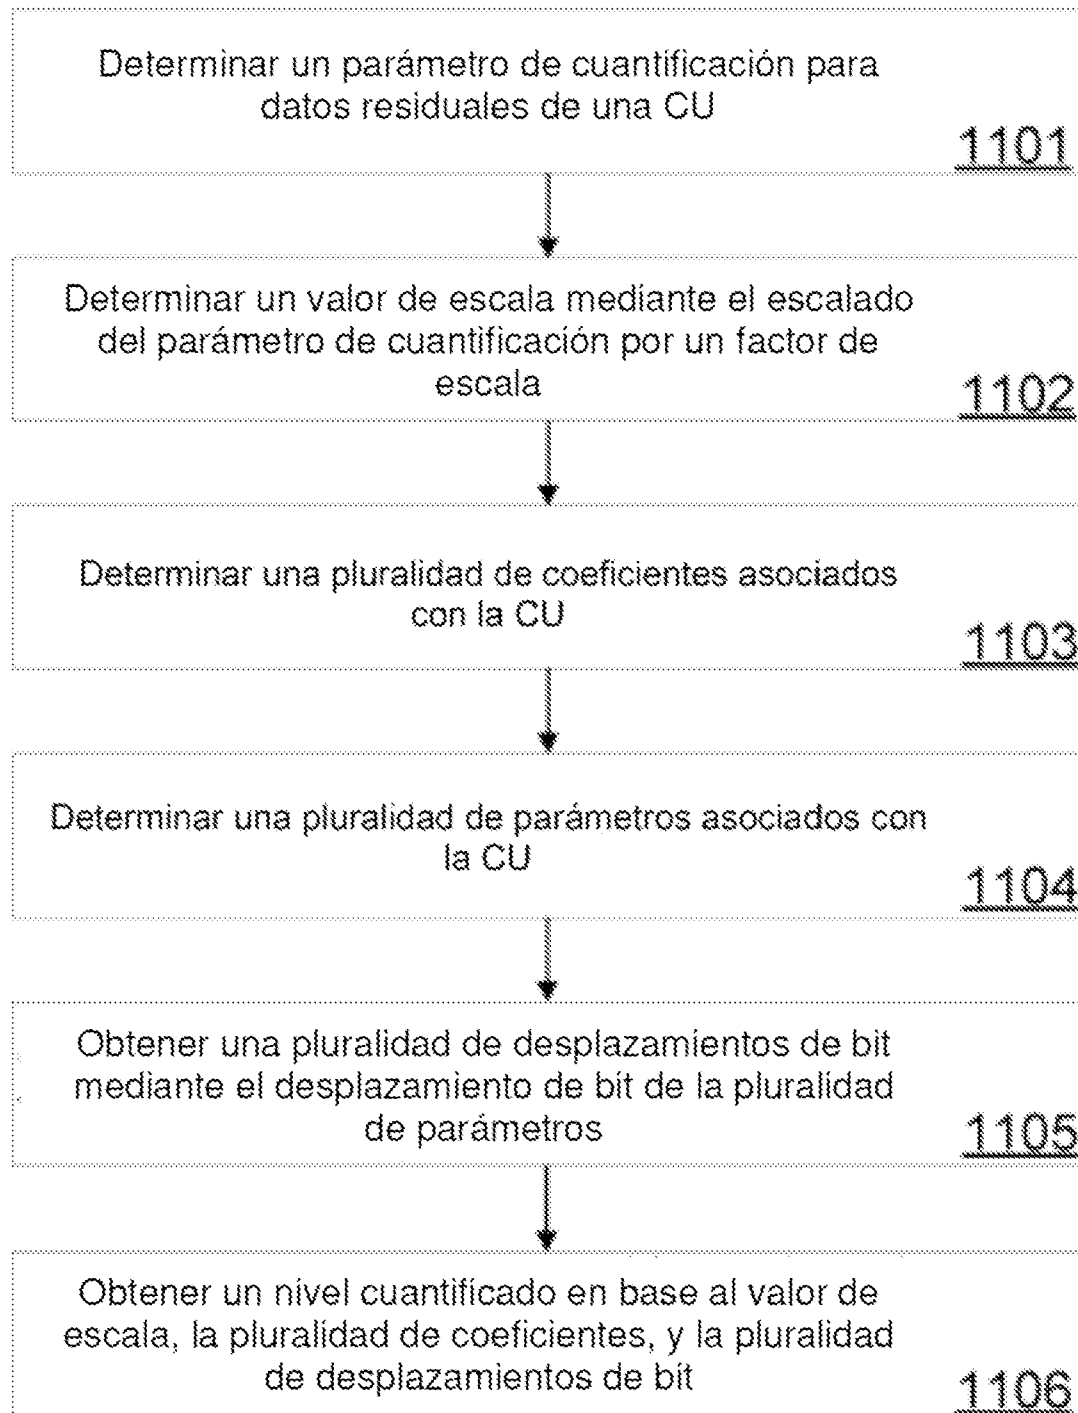 Determinar un parámetro de cuantificación para
datos residuales de una CU
1101
Determinar un valor de escala mediante el escalado
del parámetro de cuantificación por un factor de
escala
1102
Determinar una pluralidad de coeficientes asociados
con la CU
1103
Determinar una pluralidad de parámetros asociados con
la CU
1104
Obtener una pluralidad de desplazamientos de bit
mediante el desplazamiento de bit de la pluralidad
de parámetros
1105
Obtener un nivel cuantificado en base al valor de
escala, la pluralidad de coeficientes, y la pluralidad
de desplazamientos de bit
1106